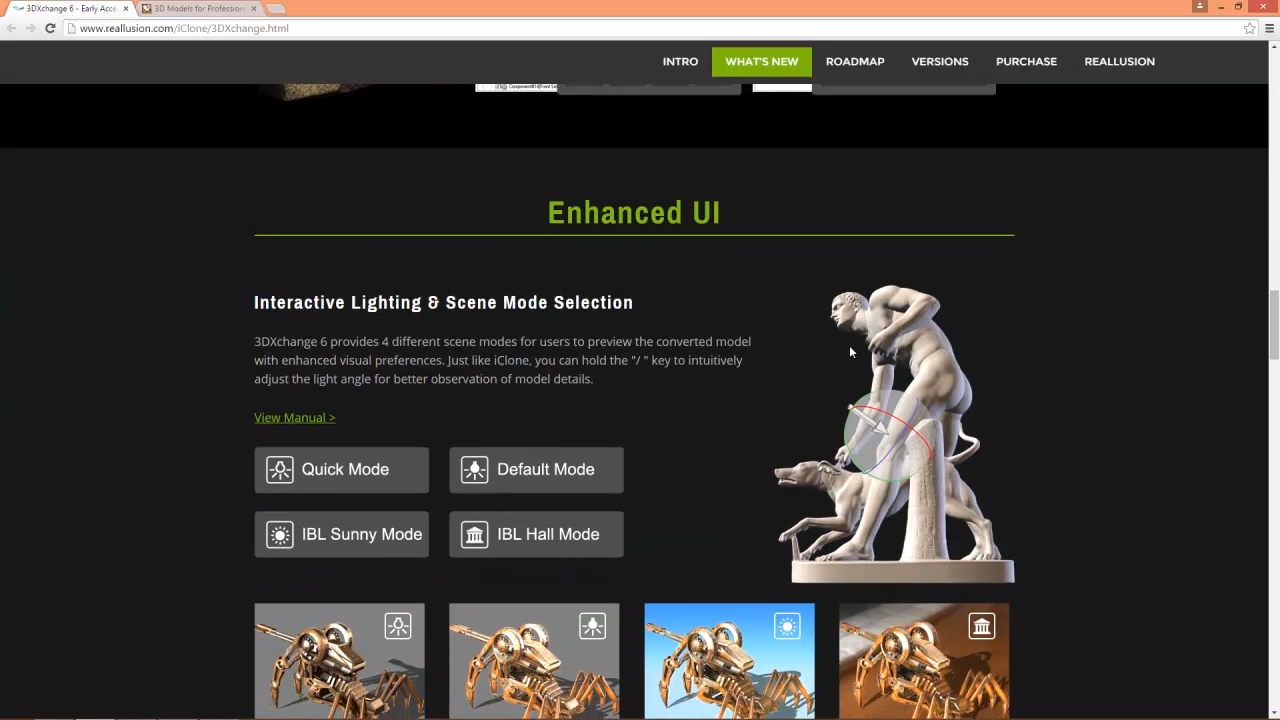 3DXchange 6 - Early Acce
3D Models for Profession
www.reallusion.com/iClone/3DXchange.html
INTRO
WHAT'S NEW
ROADMAP
VERSIONS
PURCHASE
REALLUSION
Enhanced UI
Interactive Lighting & Scene Mode Selection
3DXchange 6 provides 4 different scene modes for users to preview the converted model
with enhanced visual preferences. Just like iClone, you can hold the "/ " key to intuitively
adjust the light angle for better observation of model details.
View Manual >
Quick Mode
Default Mode
IBL Sunny Mode
IBL Hall Mode